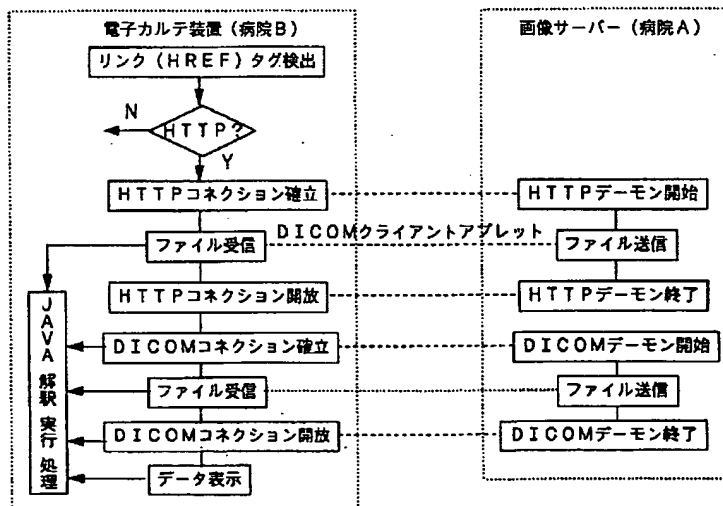 電子カルテ装置(病院B)
リンク(HREF)タグ検出
HTTP?
N
Y
HTTPコネクション確立
ファイル受信
HTTPコネクション開放
DICOMコネクション確立
ファイル受信
DICOMコネクション開放
データ表示
JAVA 解釈 実行 処理
DICOMクライアントアプレット
画像サーバー(病院A)
HTTPデーモン開始
ファイル送信
HTTPデーモン終了
DICOMデーモン開始
ファイル送信
DICOMデーモン終了